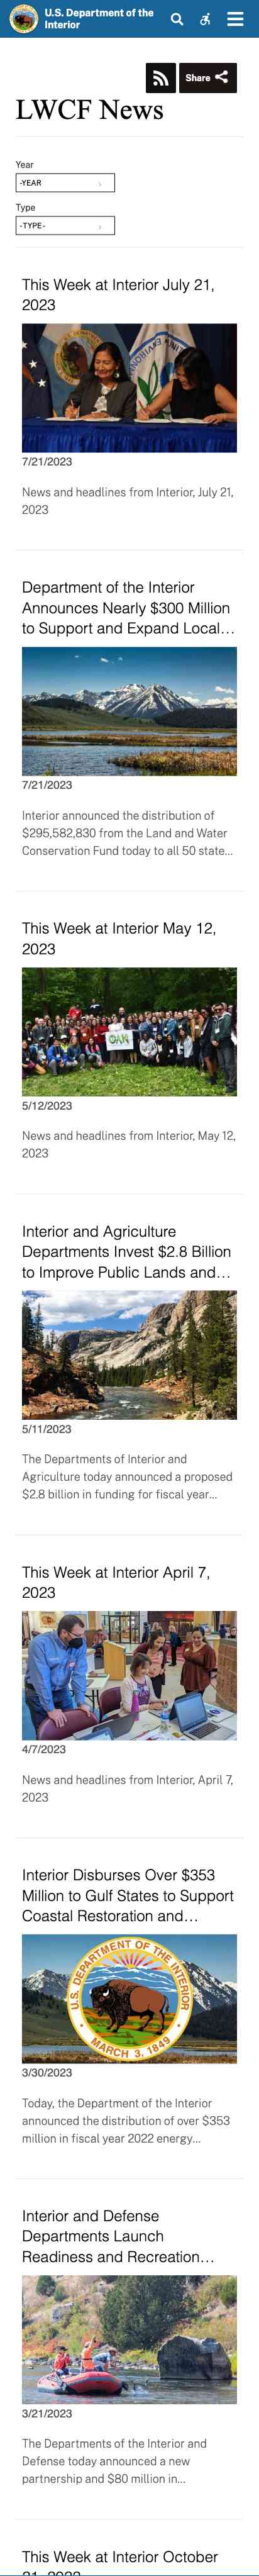 U.S. Department of the
Interior
Share
LWCF News
Year
-YEAR
Type
-TYPE-
This Week at Interior July 21,
2023
7/21/2023
News and headlines from Interior, July 21,
2023
Department of the Interior
Announces Nearly $300 Million
to Support and Expand Local…
7/21/2023
Interior announced the distribution of
$295,582,830 from the Land and Water
Conservation Fund today to all 50 state...
This Week at Interior May 12,
2023
5/12/2023
News and headlines from Interior, May 12,
2023
Interior and Agriculture
Departments Invest $2.8 Billion
to Improve Public Lands and…
5/11/2023
The Departments of Interior and
Agriculture today announced a proposed
$2.8 billion in funding for fiscal year...
This Week at Interior April 7,
2023
4/7/2023
News and headlines from Interior, April 7,
2023
Interior Disburses Over $353
Million to Gulf States to Support
Coastal Restoration and…
U.S. DEPARTMENT OF THE INTERIOR
MARCH 3, 1849
3/30/2023
Today, the Department of the Interior
announced the distribution of over $353
million in fiscal year 2022 energy...
Interior and Defense
Departments Launch
Readiness and Recreation…
3/21/2023
The Departments of the Interior and
Defense today announced a new
partnership and $80 million in...
This Week at Interior October